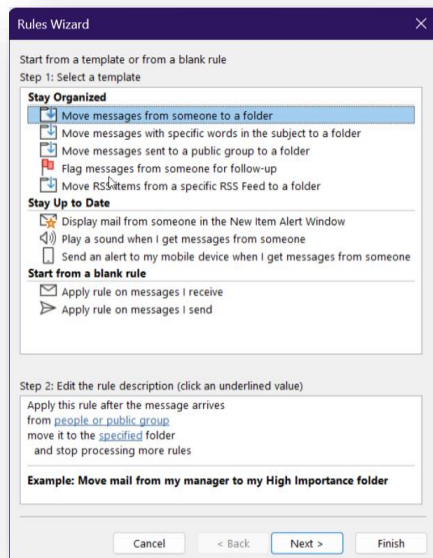 Rules Wizard
Start from a template or from a blank rule
Step 1: Select a template
Stay Organized
Move messages from someone to a folder
Move messages with specific words in the subject to a folder
Move messages sent to a public group to a folder
Flag messages from someone for follow-up
Move RSS items from a specific RSS Feed to a folder
Stay Up to Date
Display mail from someone in the New Item Alert Window
Play a sound when I get messages from someone
Send an alert to my mobile device when I get messages from someone
Start from a blank rule
Apply rule on messages I receive
Apply rule on messages I send
Step 2: Edit the rule description (click an underlined value)
Apply this rule after the message arrives
from people or public group
move it to the specified folder
and stop processing more rules
Example: Move mail from my manager to my High Importance folder
Cancel < Back Next > Finish